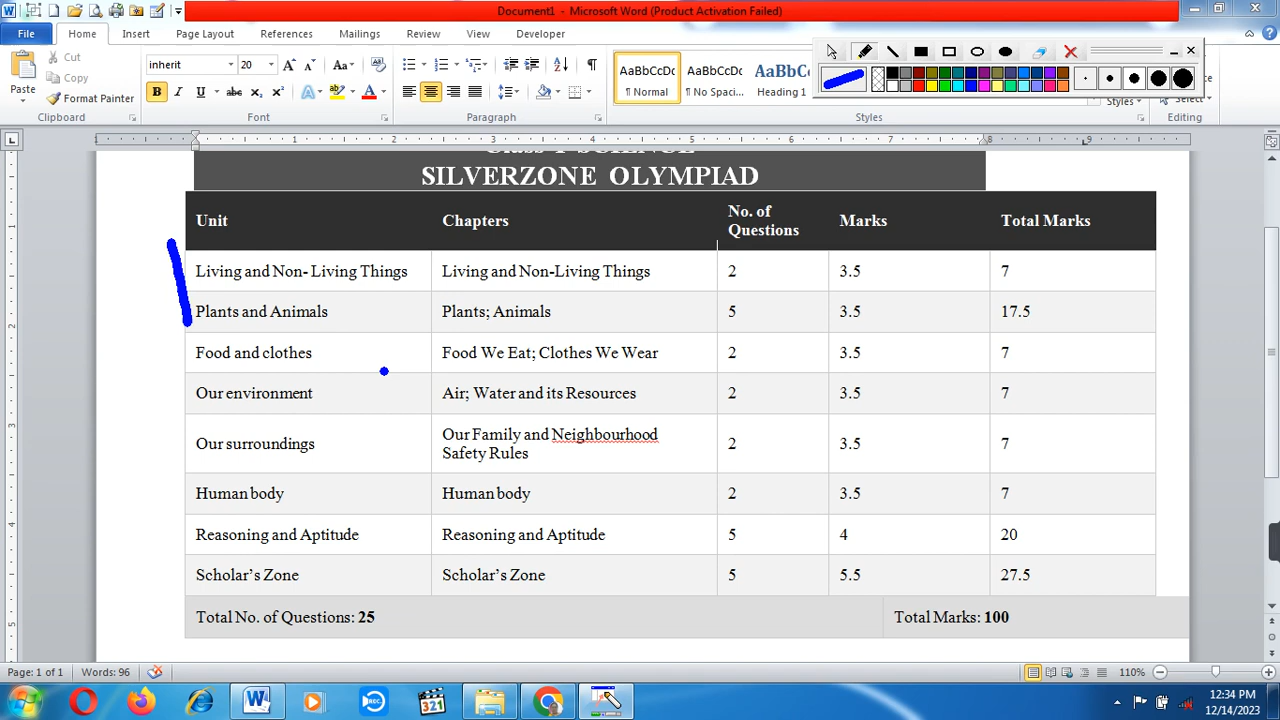 Document1 - Microsoft Word (Product Activation Failed)
File Home Insert Page Layout References Mailings Review View Developer
Cut
Copy
Format Painter
Paste
Clipboard
inherit 20
Font
Paragraph
AaBbCcDc AaBbCcDc AaBbCc
¶ Normal ¶ No Spaci... Heading 1
Styles
Styles
Editing
SILVERZONE OLYMPIAD
Unit Chapters No. of Questions Marks Total Marks
Living and Non- Living Things Living and Non-Living Things 2 3.5 7
Plants and Animals Plants; Animals 5 3.5 17.5
Food and clothes Food We Eat; Clothes We Wear 2 3.5 7
Our environment Air; Water and its Resources 2 3.5 7
Our surroundings Our Family and Neighbourhood Safety Rules 2 3.5 7
Human body Human body 2 3.5 7
Reasoning and Aptitude Reasoning and Aptitude 5 4 20
Scholar's Zone Scholar's Zone 5 5.5 27.5
Total No. of Questions: 25 Total Marks: 100
Page: 1 of 1 Words: 96 110%
12:34 PM
12/14/2023